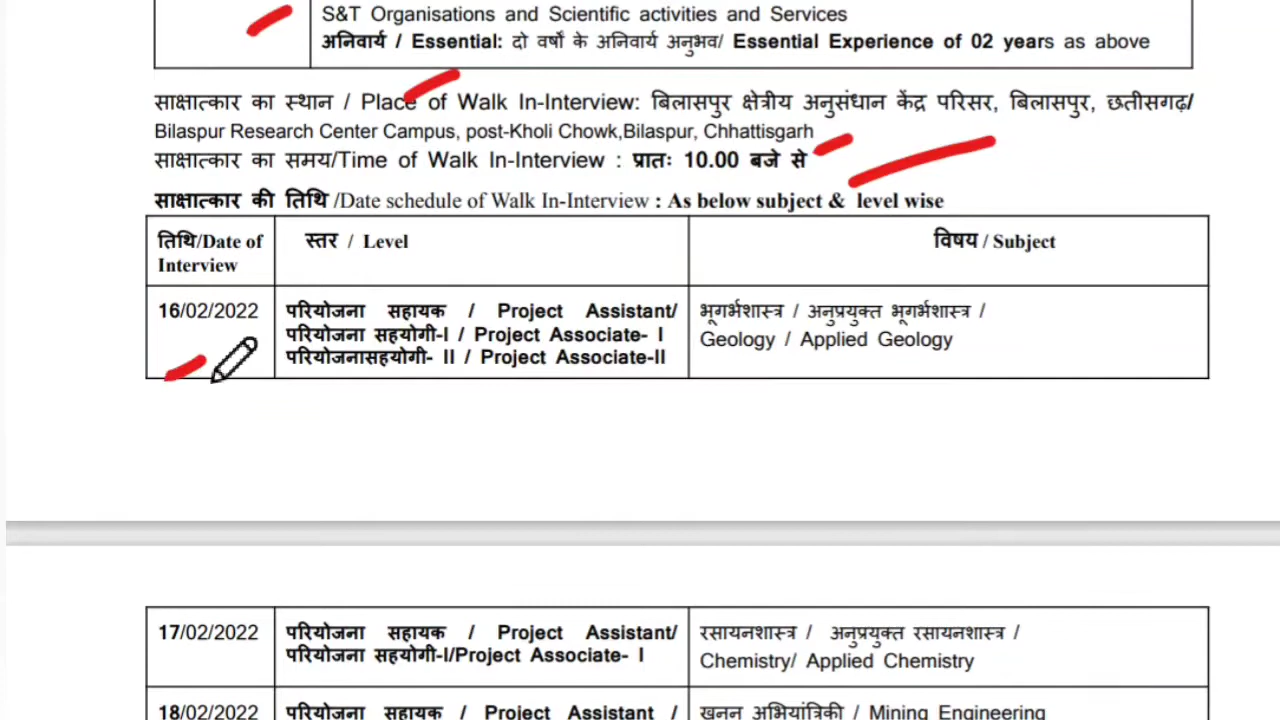 S&T Organisations and Scientific activities and Services
अनिवार्य / Essential: दो वर्षों के अनिवार्य अनुभव/ Essential Experience of 02 years as above
साक्षात्कार का स्थान / Place of Walk In-Interview: बिलासपुर क्षेत्रीय अनुसंधान केंद्र परिसर, बिलासपुर, छतीसगढ़/
Bilaspur Research Center Campus, post-Kholi Chowk,Bilaspur, Chhattisgarh
साक्षात्कार का समय/Time of Walk In-Interview : प्रातः 10.00 बजे से
साक्षात्कार की तिथि /Date schedule of Walk In-Interview : As below subject & level wise
तिथि/Date of Interview स्तर / Level विषय / Subject
16/02/2022 परियोजना सहायक / Project Assistant/ भूगर्भशास्त्र / अनुप्रयुक्त भूगर्भशास्त्र /
परियोजना सहयोगी-I / Project Associate- I Geology / Applied Geology
परियोजनासहयोगी- II / Project Associate-II
17/02/2022 परियोजना सहायक / Project Assistant/ रसायनशास्त्र / अनुप्रयुक्त रसायनशास्त्र /
परियोजना सहयोगी-I/Project Associate- I Chemistry/ Applied Chemistry
18/02/2022 परियोजना सहायक / Project Assistant / खनन अभियांत्रिकी / Mining Engineering